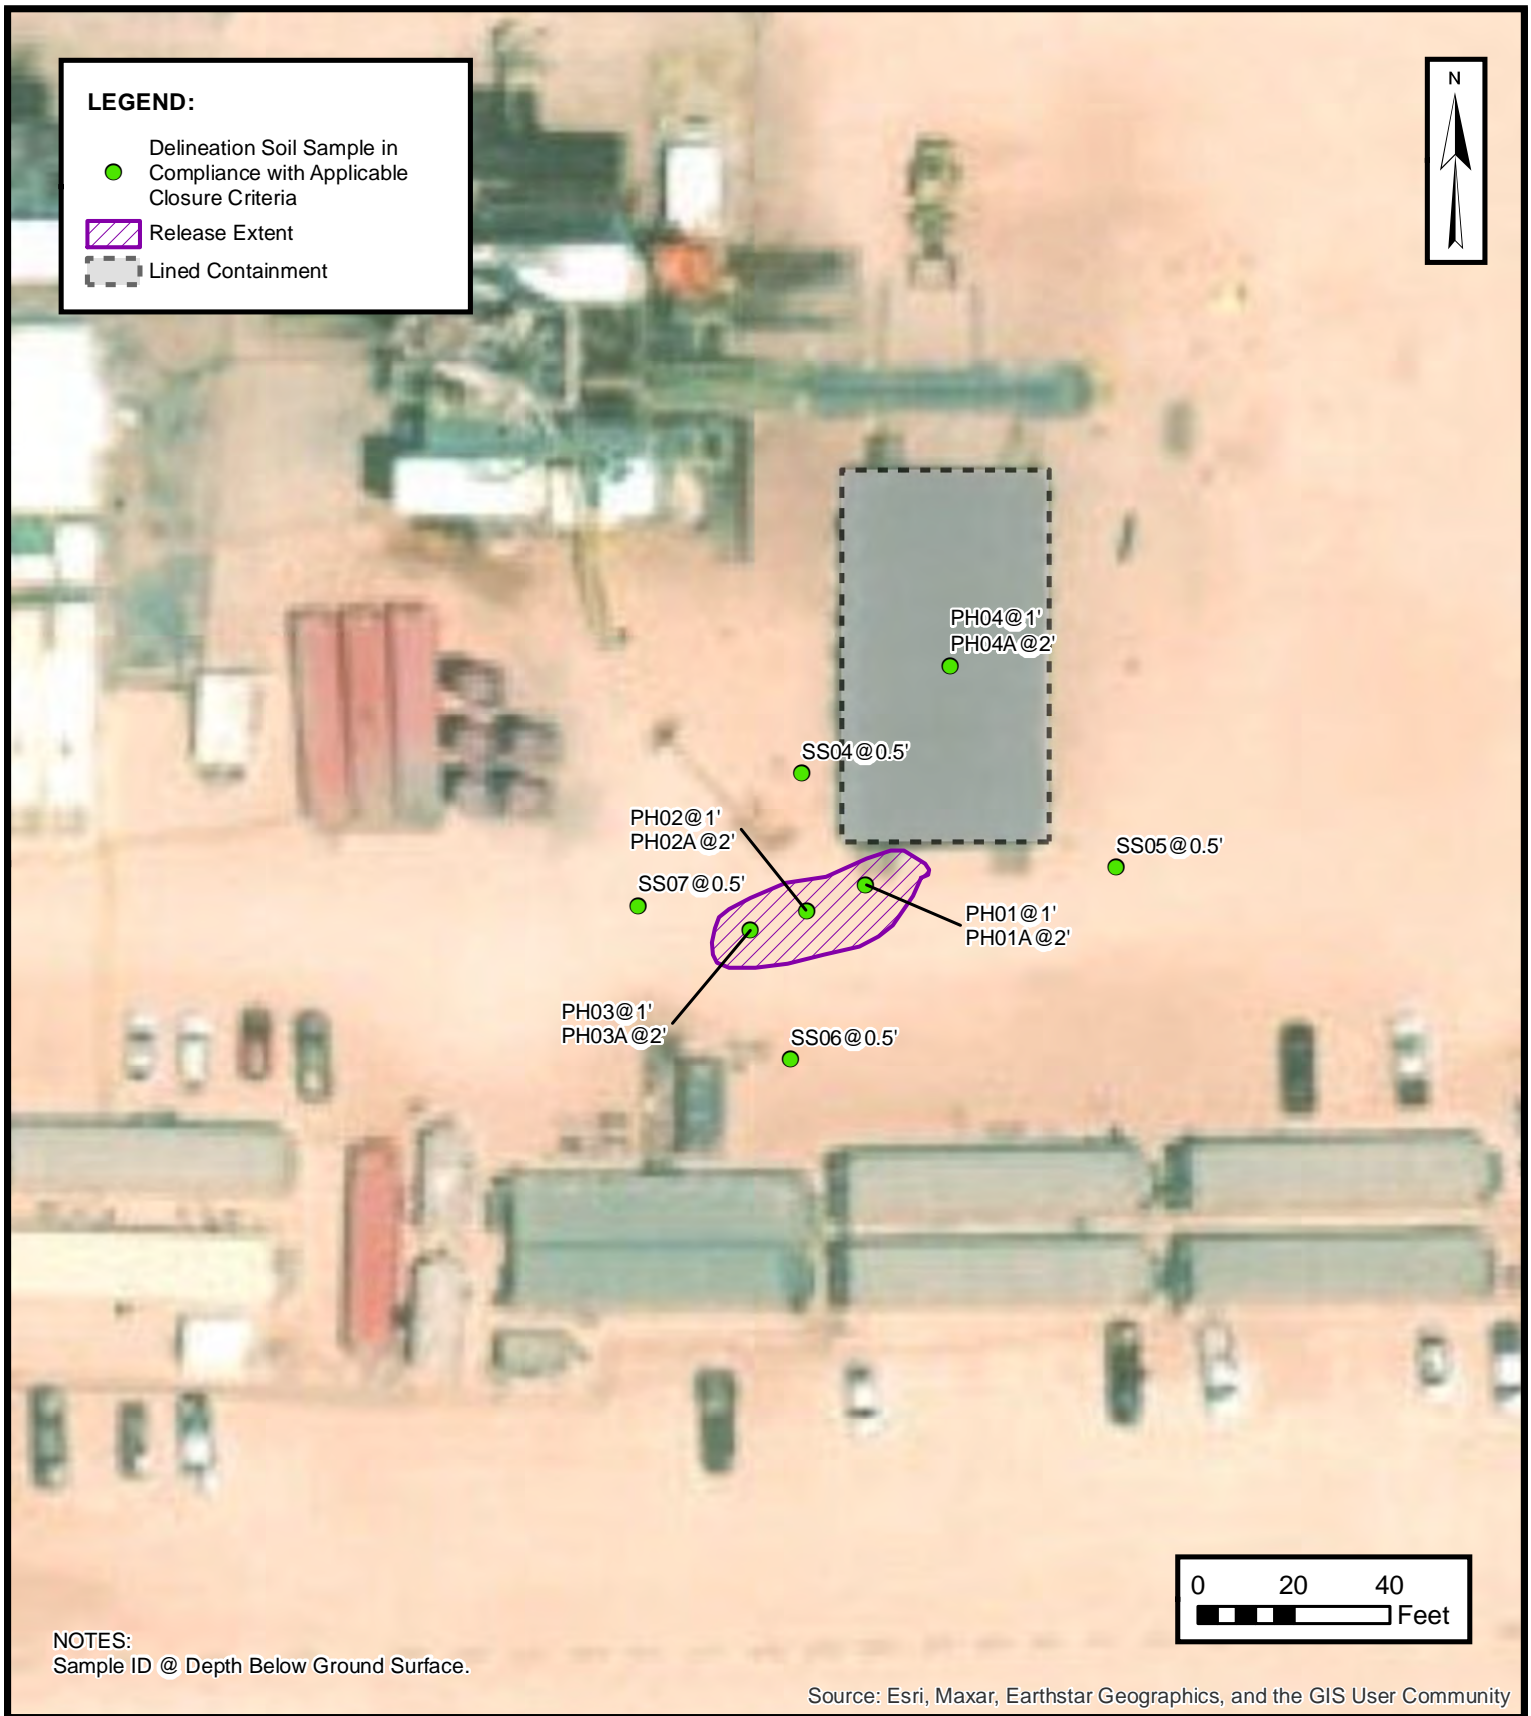 LEGEND:
Delineation Soil Sample in
Compliance with Applicable
Closure Criteria
Release Extent
Lined Containment
N
PH04@1'
PH04A@2'
SS04@0.5'
PH02@1'
PH02A@2'
SS05@0.5'
SS07@0.5'
PH01@1'
PH01A@2'
PH03@1'
PH03A@2'
SS06@0.5'
0 20 40
Feet
NOTES:
Sample ID @ Depth Below Ground Surface.
Source: Esri, Maxar, Earthstar Geographics, and the GIS User Community